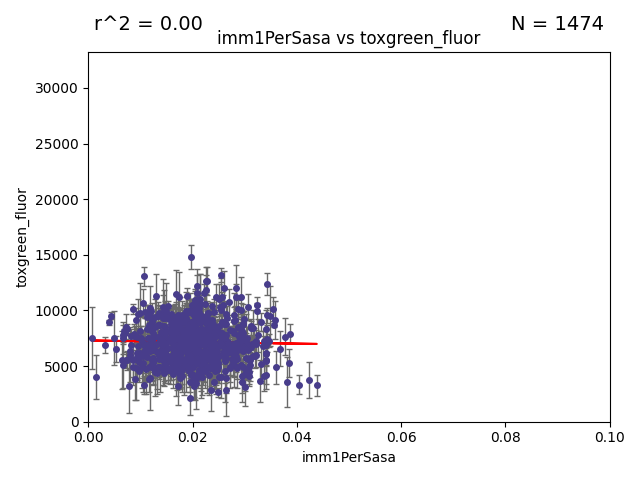 r^2 = 0.00
N = 1474
imm1PerSasa vs toxgreen_fluor
30000
25000
20000
15000
10000
5000
0
toxgreen_fluor
0.00 0.02 0.04 0.06 0.08 0.10
imm1PerSasa